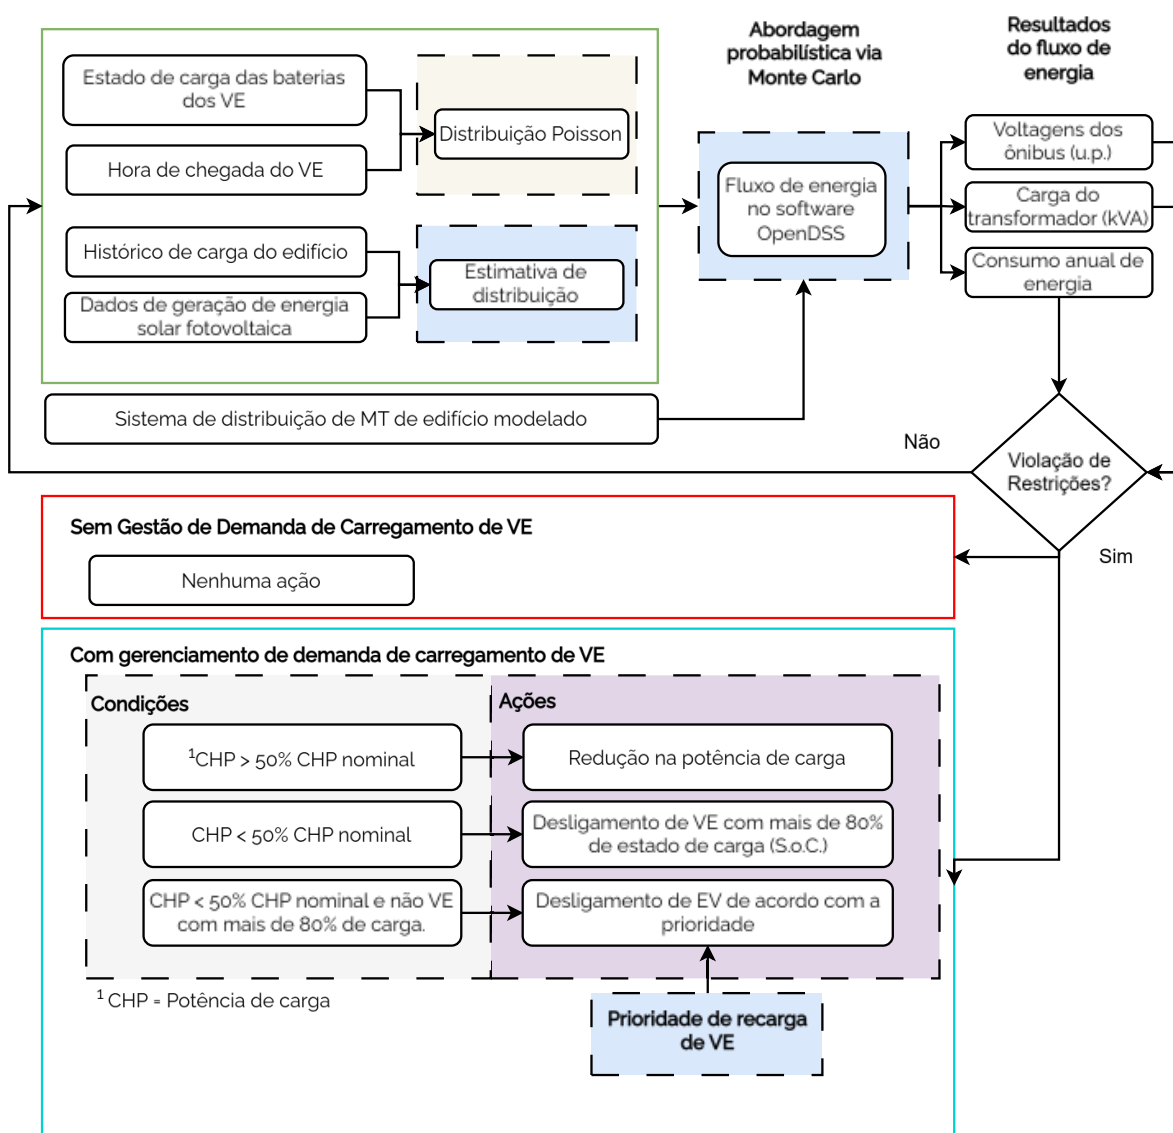 Estado de carga das baterias
dos VE
Hora de chegada do VE
Distribuição Poisson
Histórico de carga do edifício
Dados de geração de energia
solar fotovoltaica
Estimativa de
distribuição
Sistema de distribuição de MT de edifício modelado
Abordagem
probabilística via
Monte Carlo
Fluxo de energia
no software
OpenDSS
Resultados
do fluxo de
energia
Voltagens dos
ônibus (u.p.)
Carga do
transformador (kVA)
Consumo anual de
energia
Não
Violação de
Restrições?
Sim
Sem Gestão de Demanda de Carregamento de VE
Nenhuma ação
Com gerenciamento de demanda de carregamento de VE
Condições
Ações
¹CHP > 50% CHP nominal
Redução na potência de carga
CHP < 50% CHP nominal
Desligamento de VE com mais de 80%
de estado de carga (S.o.C.)
CHP < 50% CHP nominal e não VE
com mais de 80% de carga.
Desligamento de EV de acordo com a
prioridade
¹ CHP = Potência de carga
Prioridade de recarga
de VE